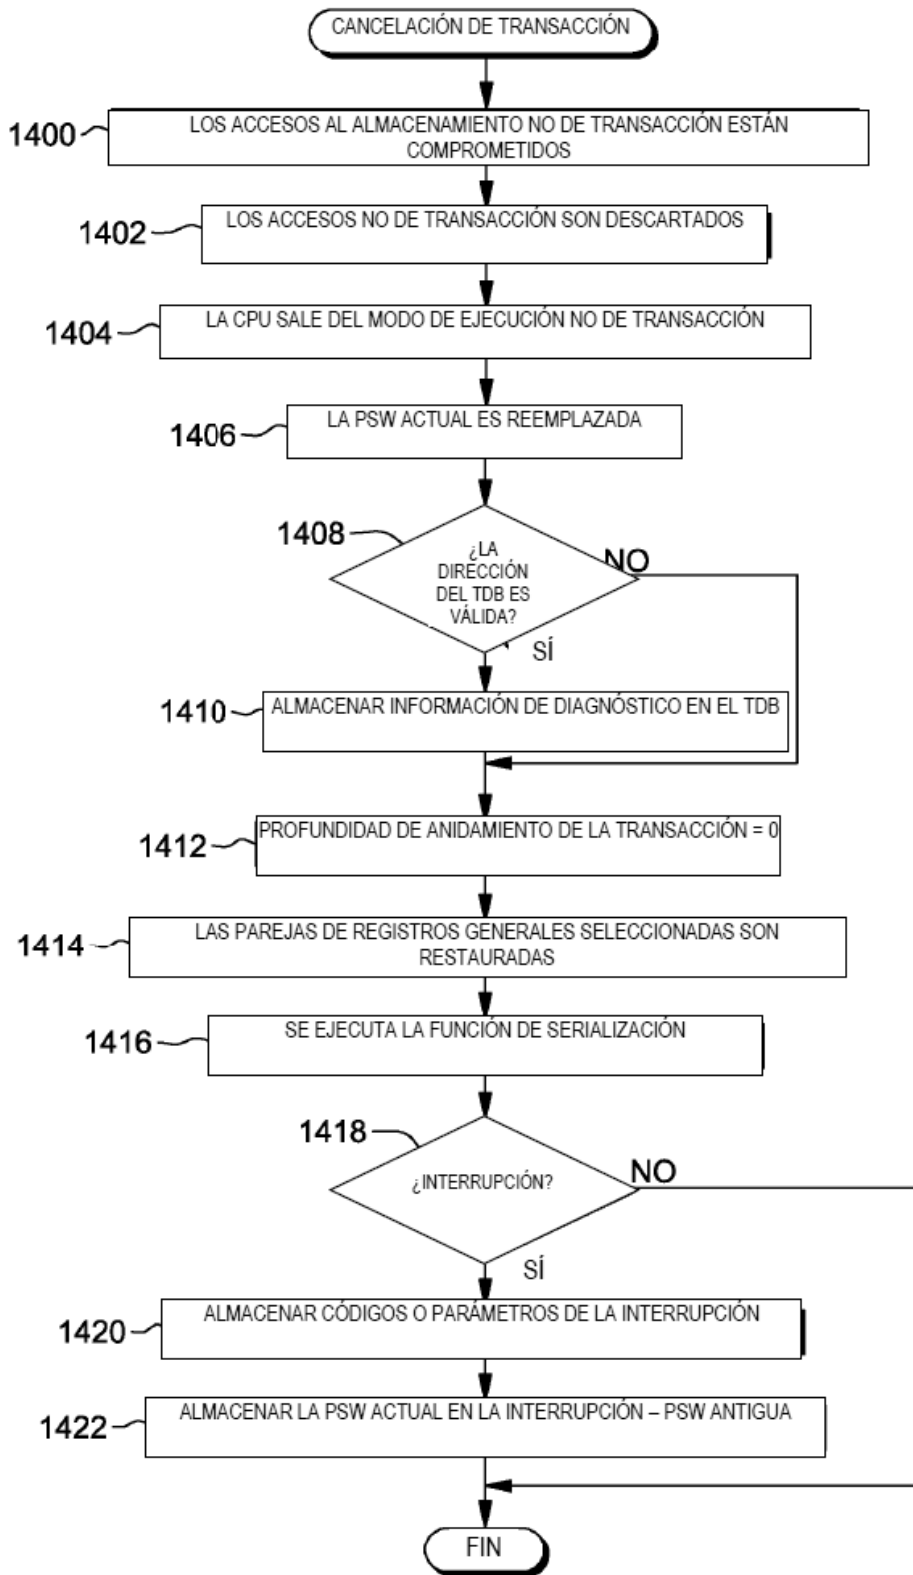 CANCELACIÓN DE TRANSACCIÓN
1400
LOS ACCESOS AL ALMACENAMIENTO NO DE TRANSACCIÓN ESTÁN
COMPROMETIDOS
1402
LOS ACCESOS NO DE TRANSACCIÓN SON DESCARTADOS
1404
LA CPU SALE DEL MODO DE EJECUCIÓN NO DE TRANSACCIÓN
1406
LA PSW ACTUAL ES REEMPLAZADA
1408
¿LA
DIRECCIÓN
DEL TDB ES
VÁLIDA?
NO
SÍ
1410
ALMACENAR INFORMACIÓN DE DIAGNÓSTICO EN EL TDB
1412
PROFUNDIDAD DE ANIDAMIENTO DE LA TRANSACCIÓN = 0
1414
LAS PAREJAS DE REGISTROS GENERALES SELECCIONADAS SON
RESTAURADAS
1416
SE EJECUTA LA FUNCIÓN DE SERIALIZACIÓN
1418
¿INTERRUPCIÓN?
NO
SÍ
1420
ALMACENAR CÓDIGOS O PARÁMETROS DE LA INTERRUPCIÓN
1422
ALMACENAR LA PSW ACTUAL EN LA INTERRUPCIÓN – PSW ANTIGUA
FIN